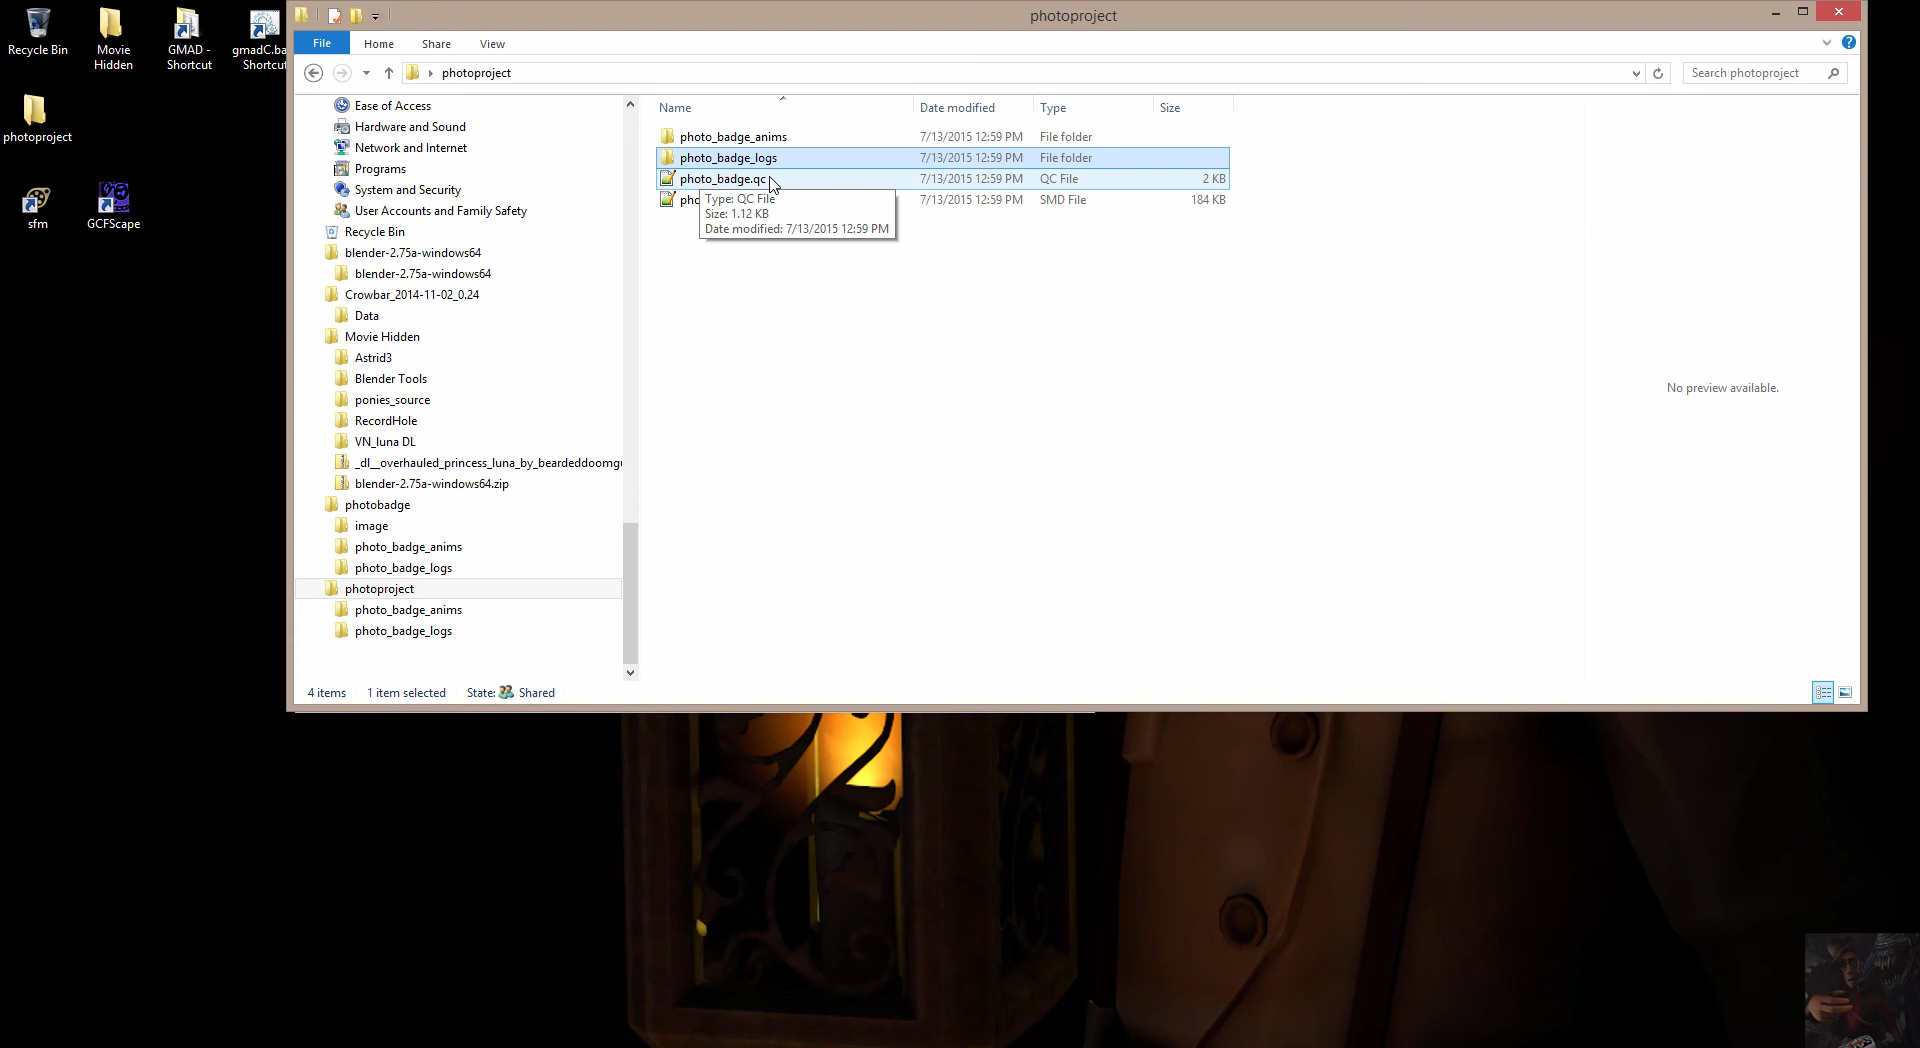 photoproject
File
Home
Share
View
photoproject
Search photoproject
Recycle Bin
Movie
Hidden
GMAD -
Shortcut
gmadC.ba
Shortcut
photoproject
sfm
GCFScape
Ease of Access
Hardware and Sound
Network and Internet
Programs
System and Security
User Accounts and Family Safety
Recycle Bin
blender-2.75a-windows64
blender-2.75a-windows64
Crowbar_2014-11-02_0.24
Data
Movie Hidden
Astrid3
Blender Tools
ponies_source
RecordHole
VN_luna DL
_dl__overhauled_princess_luna_by_beardeddoomgu
blender-2.75a-windows64.zip
photobadge
image
photo_badge_anims
photo_badge_logs
photoproject
photo_badge_anims
photo_badge_logs
Name Date modified Type Size
photo_badge_anims 7/13/2015 12:59 PM File folder
photo_badge_logs 7/13/2015 12:59 PM File folder
photo_badge.qc 7/13/2015 12:59 PM QC File 2 KB
pho 7/13/2015 12:59 PM SMD File 184 KB
Type: QC File
Size: 1.12 KB
Date modified: 7/13/2015 12:59 PM
No preview available.
4 items 1 item selected State: Shared